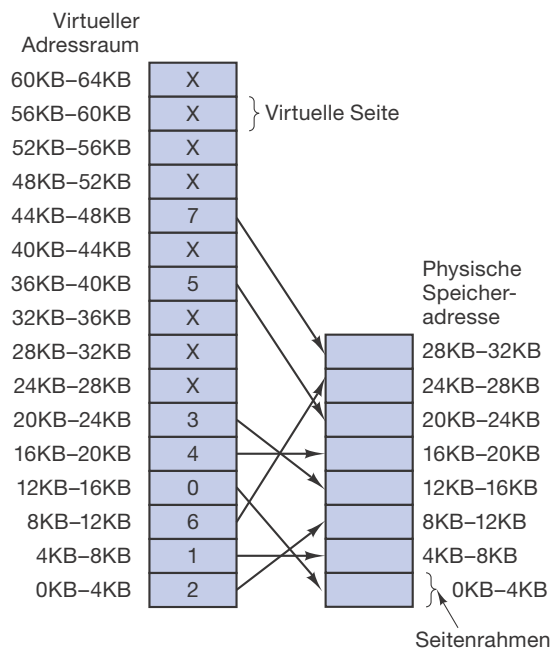 Virtueller
Adressraum
60KB–64KB X
56KB–60KB X Virtuelle Seite
52KB–56KB X
48KB–52KB X
44KB–48KB 7
40KB–44KB X
36KB–40KB 5
32KB–36KB X
28KB–32KB X
24KB–28KB X
20KB–24KB 3
16KB–20KB 4
12KB–16KB 0
8KB–12KB 6
4KB–8KB 1
0KB–4KB 2
Physische
Speicher-
adresse
28KB–32KB
24KB–28KB
20KB–24KB
16KB–20KB
12KB–16KB
8KB–12KB
4KB–8KB
0KB–4KB
Seitenrahmen